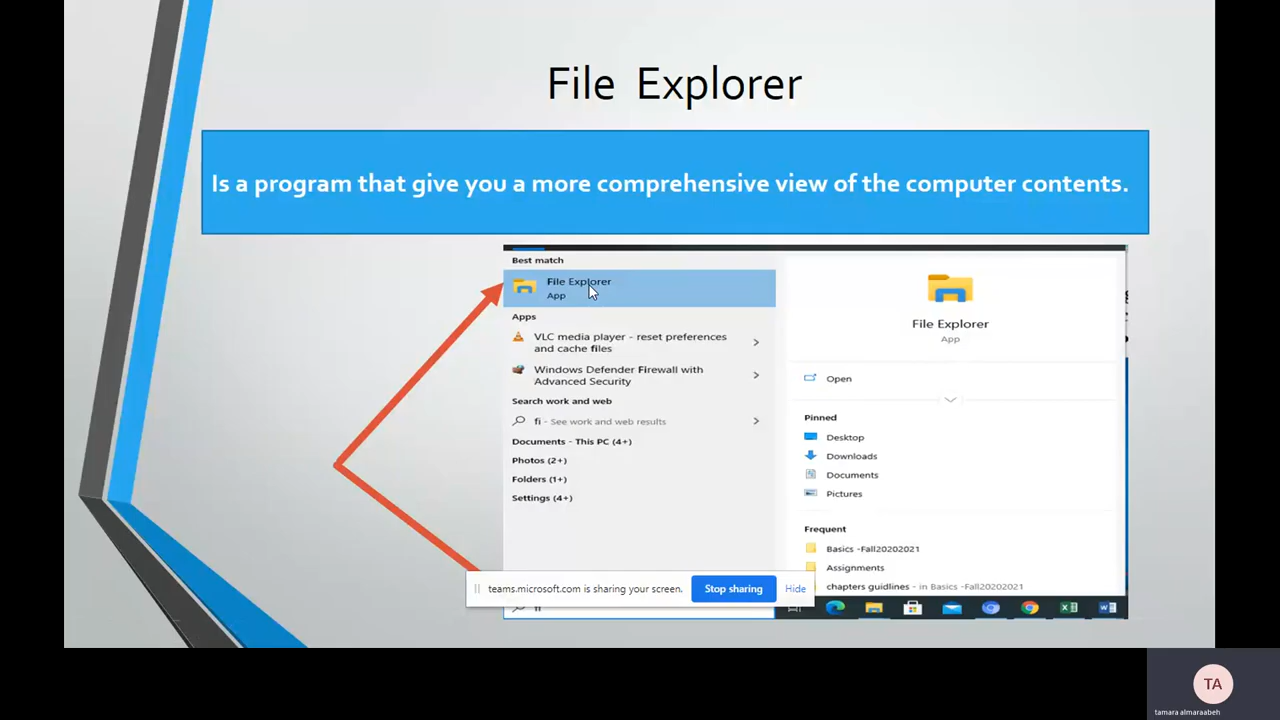 File Explorer
Is a program that give you a more comprehensive view of the computer contents.
Best match
File Explorer
App
Apps
VLC media player - reset preferences
and cache files
Windows Defender Firewall with
Advanced Security
Search work and web
fi - See work and web results
Documents - This PC (4+)
Photos (2+)
Folders (1+)
Settings (4+)
File Explorer
App
Open
Pinned
Desktop
Downloads
Documents
Pictures
Frequent
Basics -Fall20202021
Assignments
chapters guidlines - in Basics -Fall20202021
teams.microsoft.com is sharing your screen.
Stop sharing
Hide
TA
tamara almaraabeh